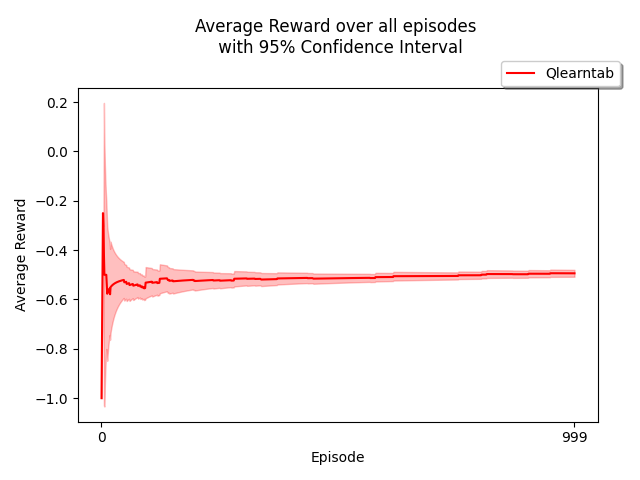 Average Reward over all episodes
with 95% Confidence Interval
Qlearntab
0.2
0.0
−0.2
−0.4
−0.6
−0.8
−1.0
Average Reward
0
999
Episode